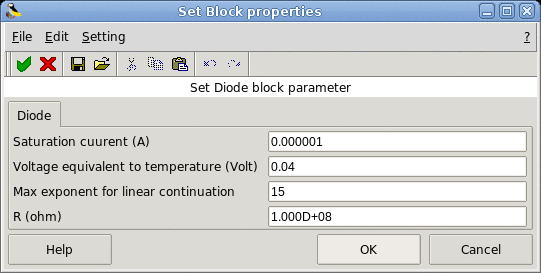 Set Block properties
File Edit Setting ?
Set Diode block parameter
Diode
Saturation cuurent (A) 0.000001
Voltage equivalent to temperature (Volt) 0.04
Max exponent for linear continuation 15
R (ohm) 1.000D+08
Help OK Cancel